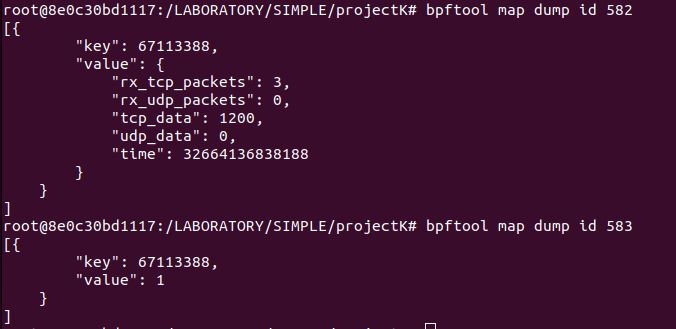 root@8e0c30bd1117:/LABORATORY/SIMPLE/projectK# bpftool map dump id 582
[{
        "key": 67113388,
        "value": {
            "rx_tcp_packets": 3,
            "rx_udp_packets": 0,
            "tcp_data": 1200,
            "udp_data": 0,
            "time": 32664136838188
        }
    }
]
root@8e0c30bd1117:/LABORATORY/SIMPLE/projectK# bpftool map dump id 583
[{
        "key": 67113388,
        "value": 1
    }
]